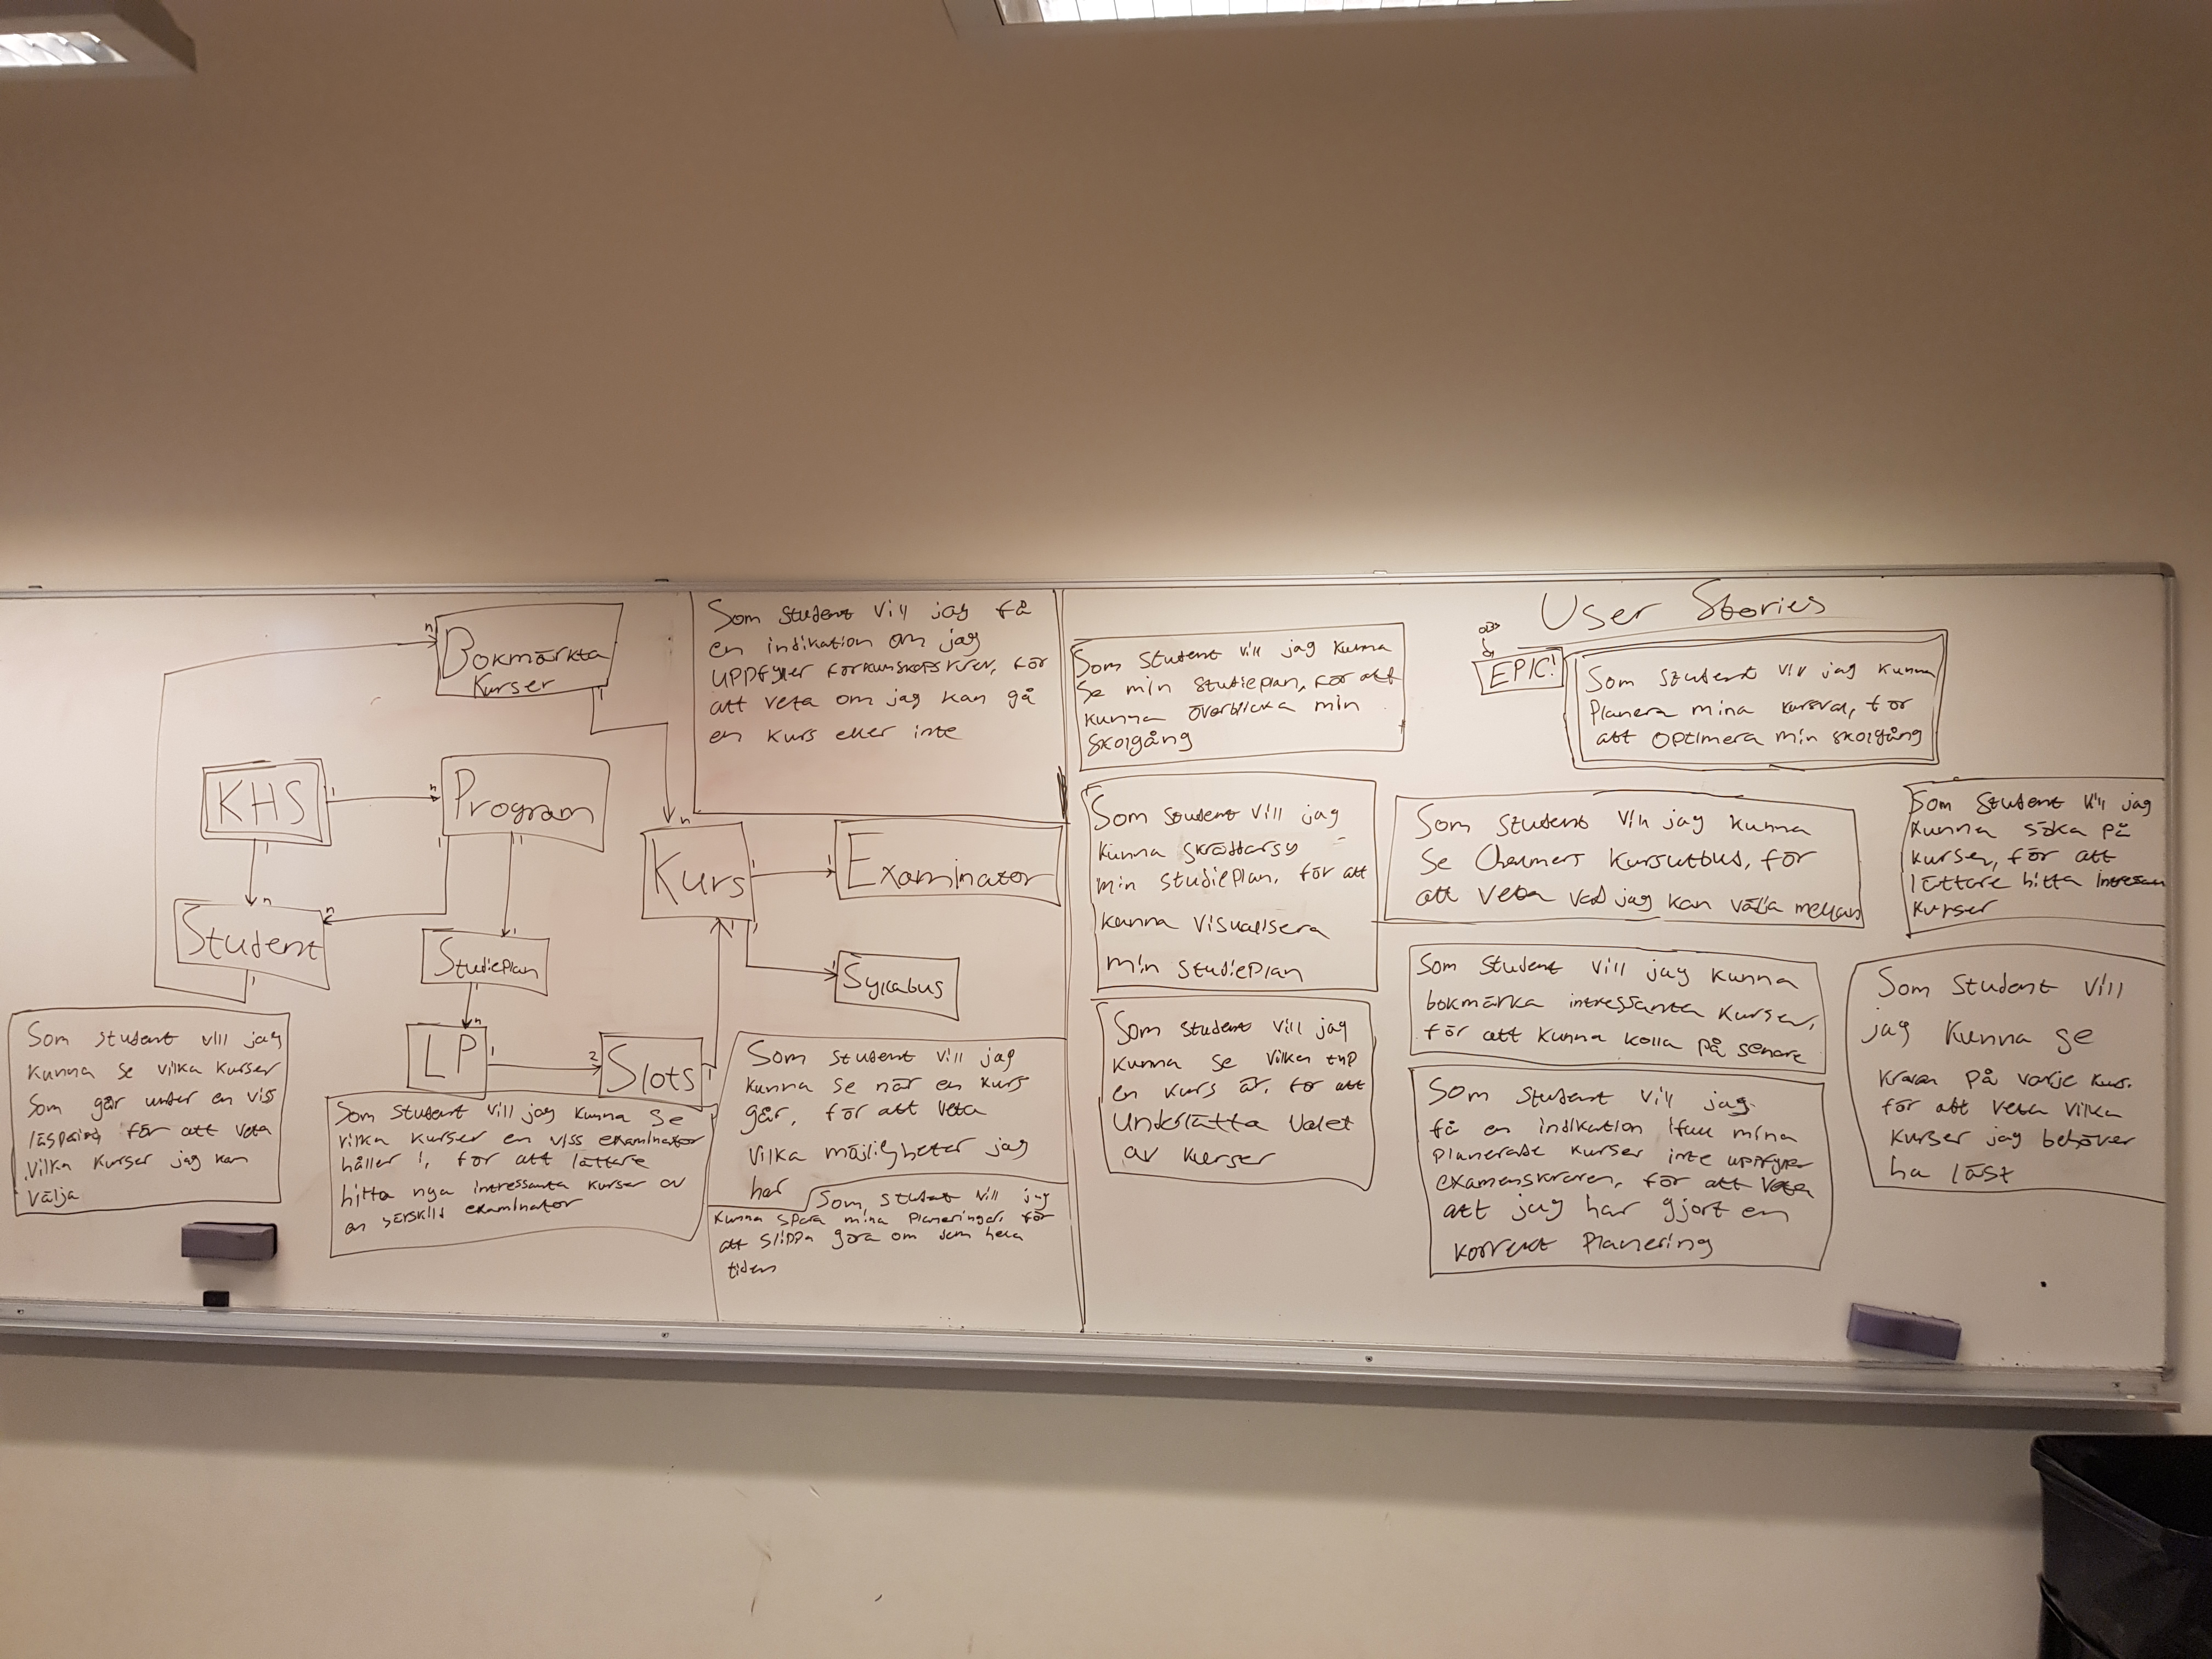 Bokmärkta
Kurser
KHS
Program
Student
Studieplan
LP
Slots
Kurs
Examinator
Syllabus
n
1
1
n
1
n
1
1
n
n
1
1
n
1
2
1
n
1
1
1
1
1
Som student vill jag få
en indikation om jag
uppfyller förkunskapskrav, för
att veta om jag kan gå
en kurs eller inte
Som student vill jag
kunna se vilka kurser
som går under en viss
för att veta
vilka kurser jag kan
välja
Som student vill jag kunna se
vilka kurser en viss examinator
håller i, för att lättare
hitta nya intressanta kurser av
en särskild examinator
Som student vill jag
kunna se när en kurs
går, för att veta
vilka möjligheter jag
har
Som student vill jag
kunna spara mina planeringar, för
att slippa göra om dem hela
tiden
User Stories
EPIC!
Som student vill jag kunna
planera mina kursval, för
att optimera min skolgång
Som student vill jag kunna
se min studieplan, för att
kunna överblicka min
skolgång
Som student vill jag
kunna skräddarsy
min studieplan, för att
kunna visualisera
min studieplan
Som student vill jag
kunna se vilken typ
en kurs är, för att
underlätta valet
av kurser
Som student vill jag kunna
se Chalmers kursutbud, för
att veta vad jag kan välja mellan
Som student vill jag kunna
bokmärka intressanta kurser,
för att kunna kolla på senare
Som student vill jag
få en indikation ifall mina
planerade kurser inte uppfyller
examenskraven, för att veta
att jag har gjort en
korrekt planering
Som student vill jag
kunna söka på
kurser, för att
lättare hitta
kurser
Som student vill
jag kunna se
kraven på varje kurs.
för att veta vilka
kurser jag behöver
ha läst